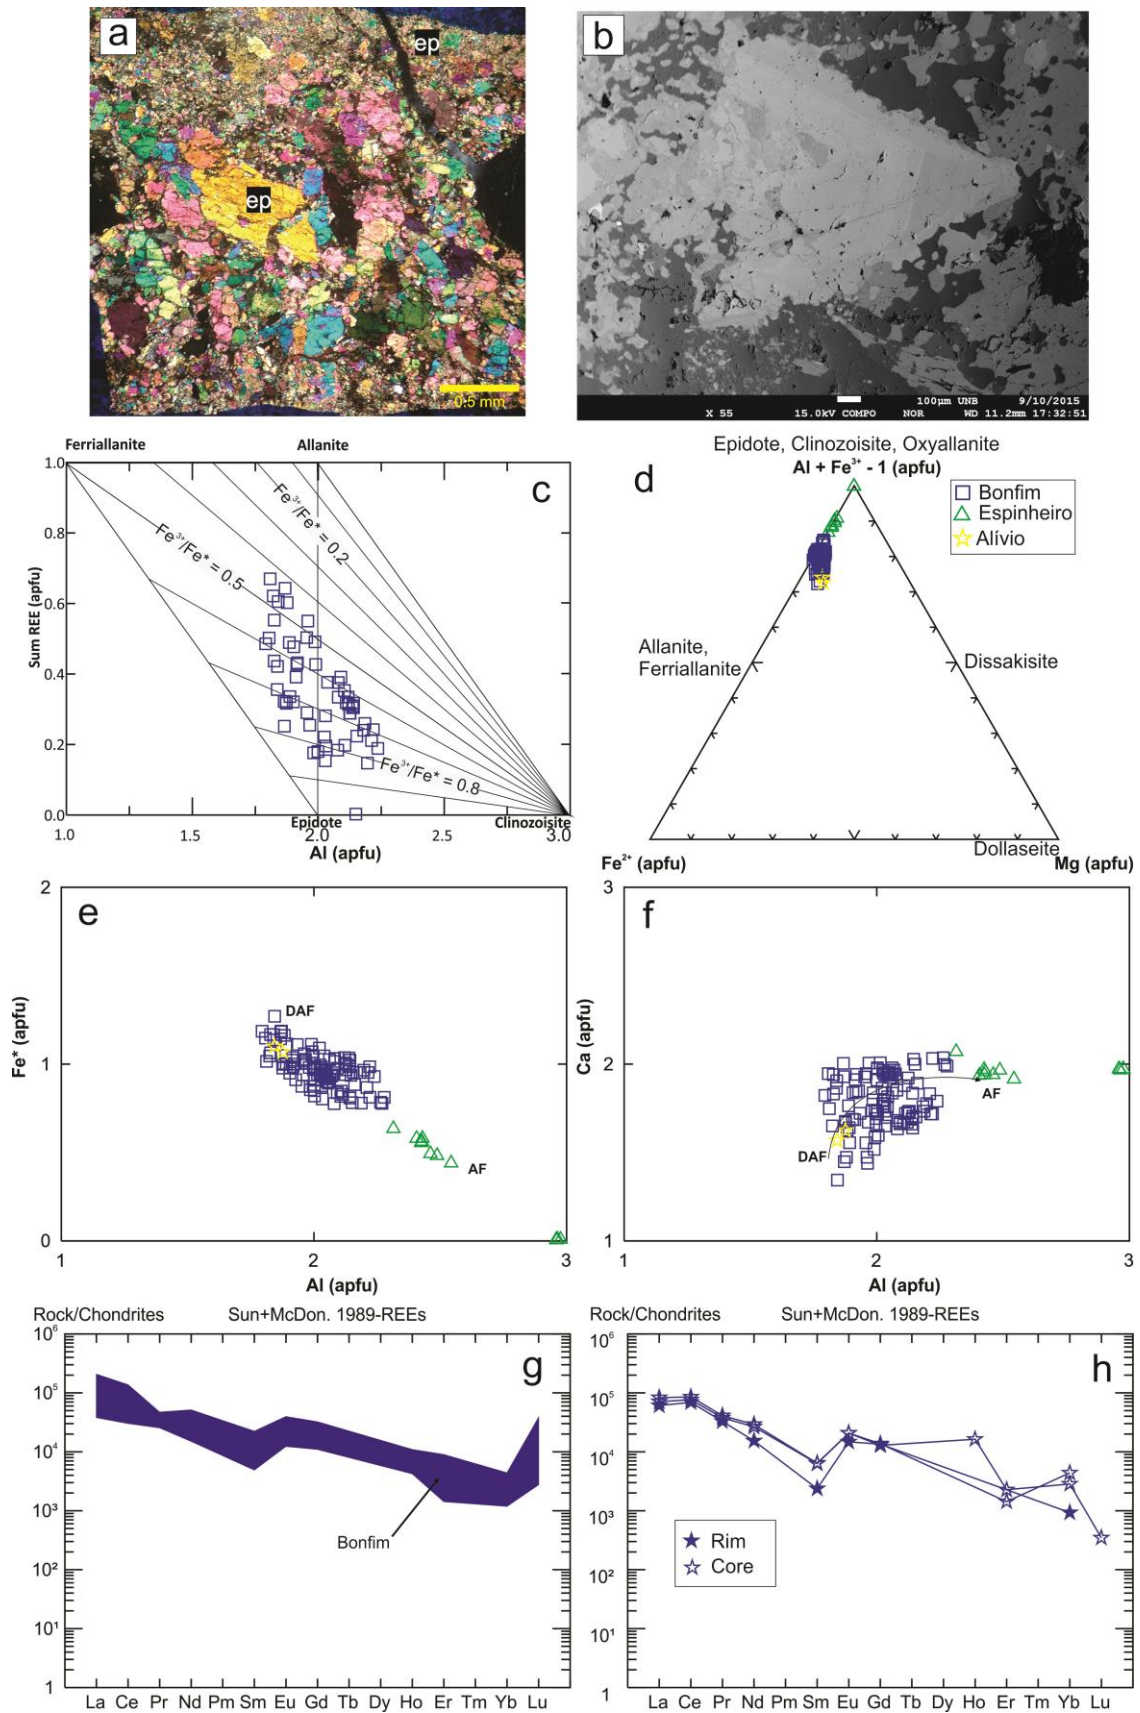 a
ep
ep
0.5 mm
b
100µm UNB 9/10/2015
X 55 15.0kV COMPO NOR WD 11.2mm 17:32:51
Ferriallanite
Allanite
c
1.0
0.8
0.6
0.4
0.2
0.0
Sum REE (apfu)
Fe³⁺/Fe* = 0.2
Fe³⁺/Fe* = 0.5
Fe³⁺/Fe* = 0.8
Epidote
Clinozoisite
1.0 1.5 2.0 2.5 3.0
Al (apfu)
Epidote, Clinozoisite, Oxyallanite
Al + Fe³⁺ - 1 (apfu)
d
Bonfim
Espinheiro
Alívio
Allanite,
Ferriallanite
Dissakisite
Dollaseite
Fe²⁺ (apfu)
Mg (apfu)
e
2
1
0
Fe* (apfu)
DAF
AF
1 2 3
Al (apfu)
f
3
2
1
Ca (apfu)
DAF
AF
1 2 3
Al (apfu)
Rock/Chondrites Sun+McDon. 1989-REEs
g
10⁶
10⁵
10⁴
10³
10²
10¹
1
Bonfim
La Ce Pr Nd Pm Sm Eu Gd Tb Dy Ho Er Tm Yb Lu
Rock/Chondrites Sun+McDon. 1989-REEs
h
10⁶
10⁵
10⁴
10³
10²
10¹
1
Rim
Core
La Ce Pr Nd Pm Sm Eu Gd Tb Dy Ho Er Tm Yb Lu